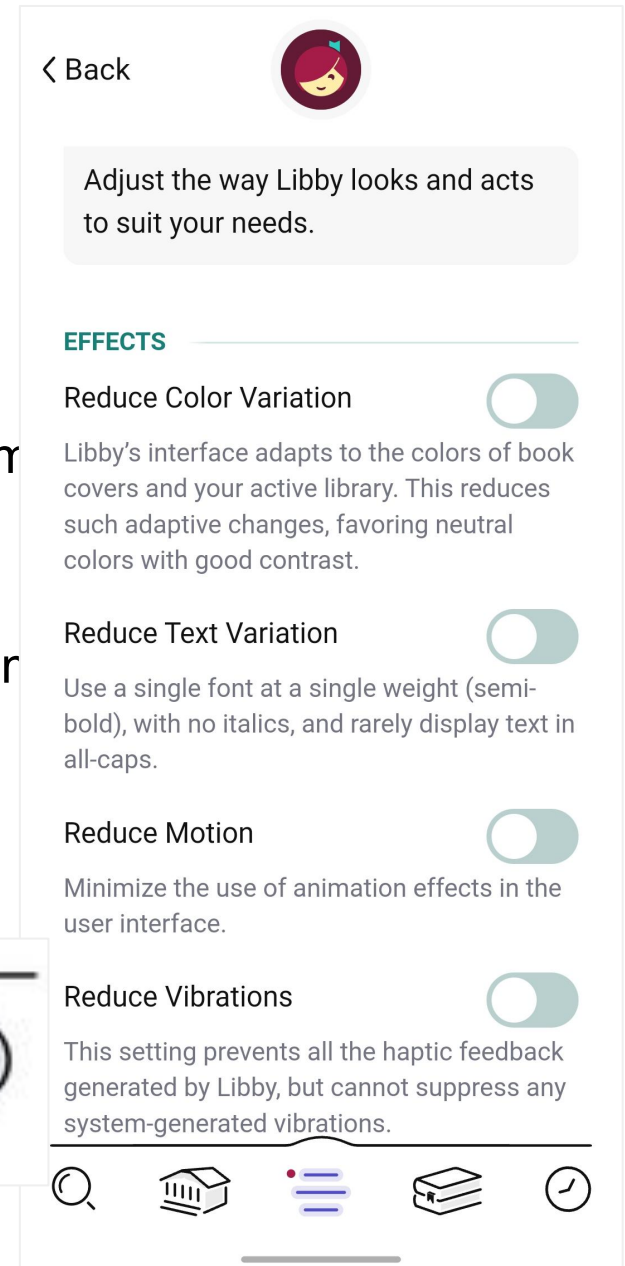 Back
Adjust the way Libby looks and acts
to suit your needs.
EFFECTS
Reduce Color Variation
Libby’s interface adapts to the colors of book
covers and your active library. This reduces
such adaptive changes, favoring neutral
colors with good contrast.
Reduce Text Variation
Use a single font at a single weight (semi-
bold), with no italics, and rarely display text in
all-caps.
Reduce Motion
Minimize the use of animation effects in the
user interface.
Reduce Vibrations
This setting prevents all the haptic feedback
generated by Libby, but cannot suppress any
system-generated vibrations.